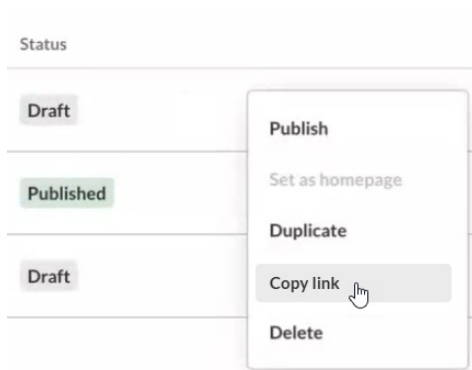 Status
Draft
Published
Draft
Publish
Set as homepage
Duplicate
Copy link
Delete